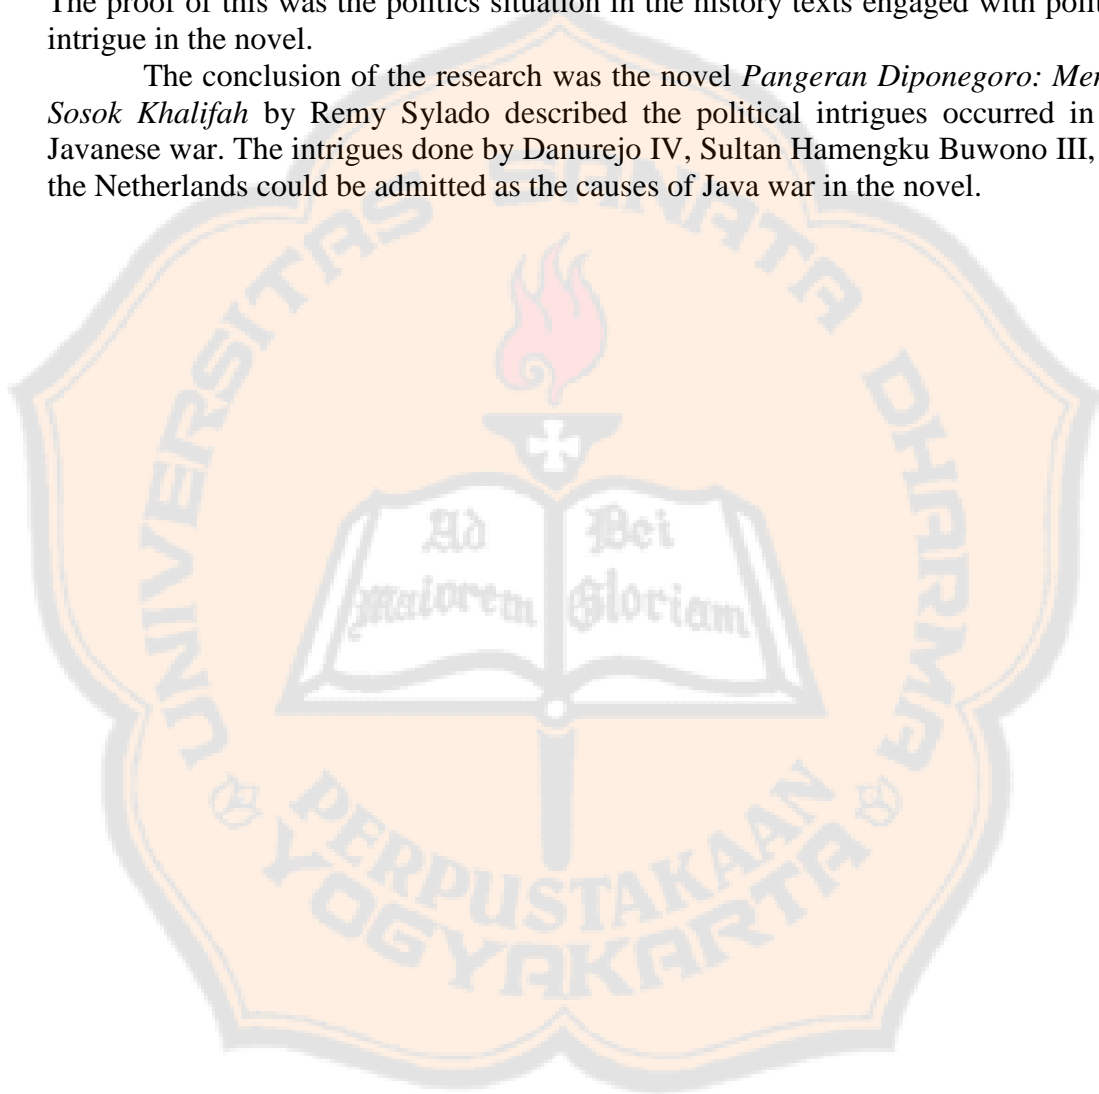 The proof of this was the politics situation in the history texts engaged with
intrigue in the novel.
The conclusion of the research was the novel Pangeran Diponegoro:
Sosok Khalifah by Remy Sylado described the political intrigues occurred in
Javanese war. The intrigues done by Danurejo IV, Sultan Hamengku Buwono III,
the Netherlands could be admitted as the causes of Java war in the novel.
UNIVERSITAS SANATA DHARMA
Ad Dei
Maiorem Gloriam
PERPUSTAKAAN
YOGYAKARTA